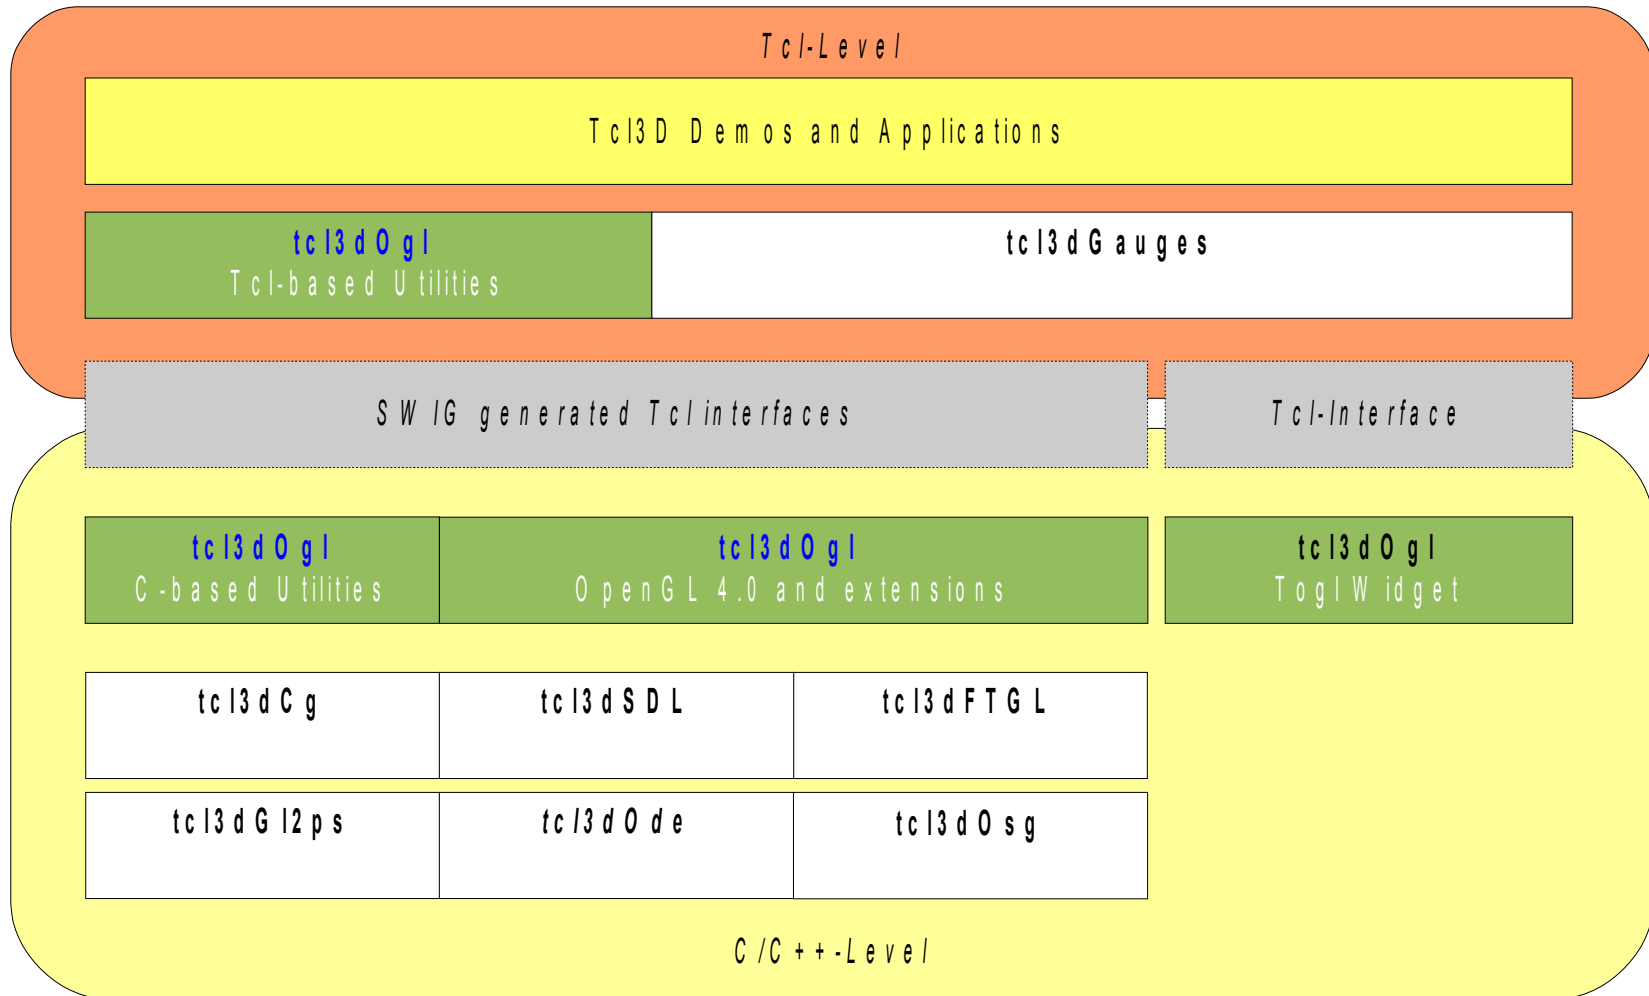 Tcl-Level
Tcl3D Demos and Applications
tcl3dOgl
Tcl-based Utilities
tcl3dGauges
SWIG generated Tcl interfaces
Tcl-Interface
tcl3dOgl
C-based Utilities
tcl3dOgl
OpenGL 4.0 and extensions
tcl3dOgl
Togl Widget
tcl3dCg
tcl3dSDL
tcl3dFTGL
tcl3dGl2ps
tcl3dOde
tcl3dOsg
C/C++-Level